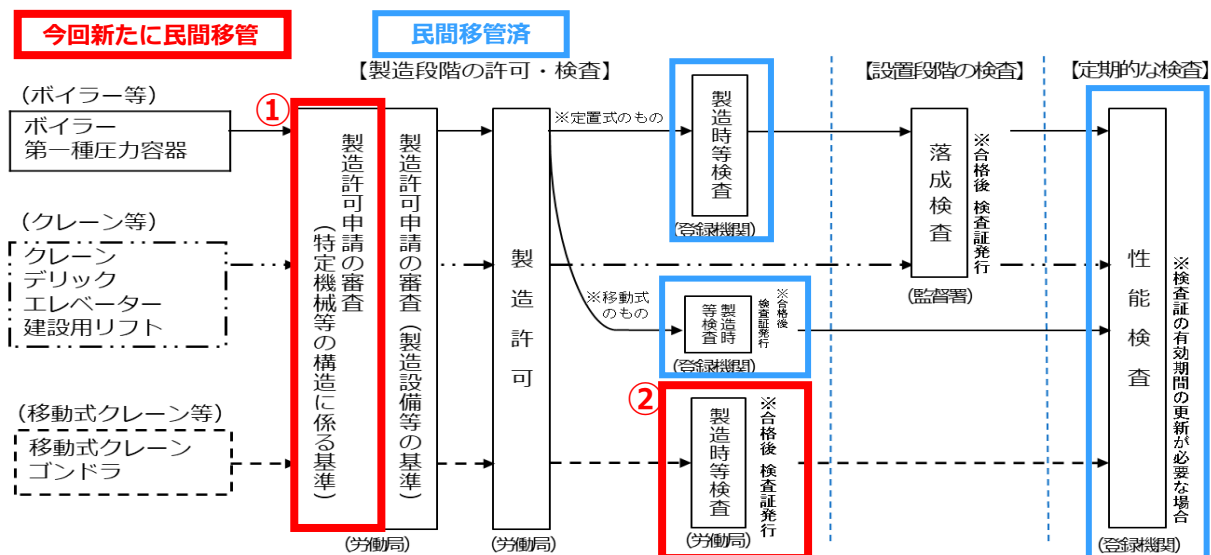 今回新たに民間移管
民間移管済
【製造段階の許可・検査】
【設置段階の検査】
【定期的な検査】
(ボイラー等)
ボイラー
第一種圧力容器
(クレーン等)
クレーン
デリック
エレベーター
建設用リフト
(移動式クレーン等)
移動式クレーン
ゴンドラ
①
製造許可申請の審査
(特定機械等の構造に係る基準)
製造許可申請の審査(製造設備等の基準)
(労働局)
製造許可
(労働局)
※定置式のもの
製造時等検査
(登録機関)
※移動式
のもの
製造時
等検査
※合格後
検査証発行
(登録機関)
②
製造時等検査
※合格後 検査証発行
(労働局)
落成検査
※合格後 検査証発行
(監督署)
性能検査
※検査証の有効期間の更新が必要な場合
(登録機関)